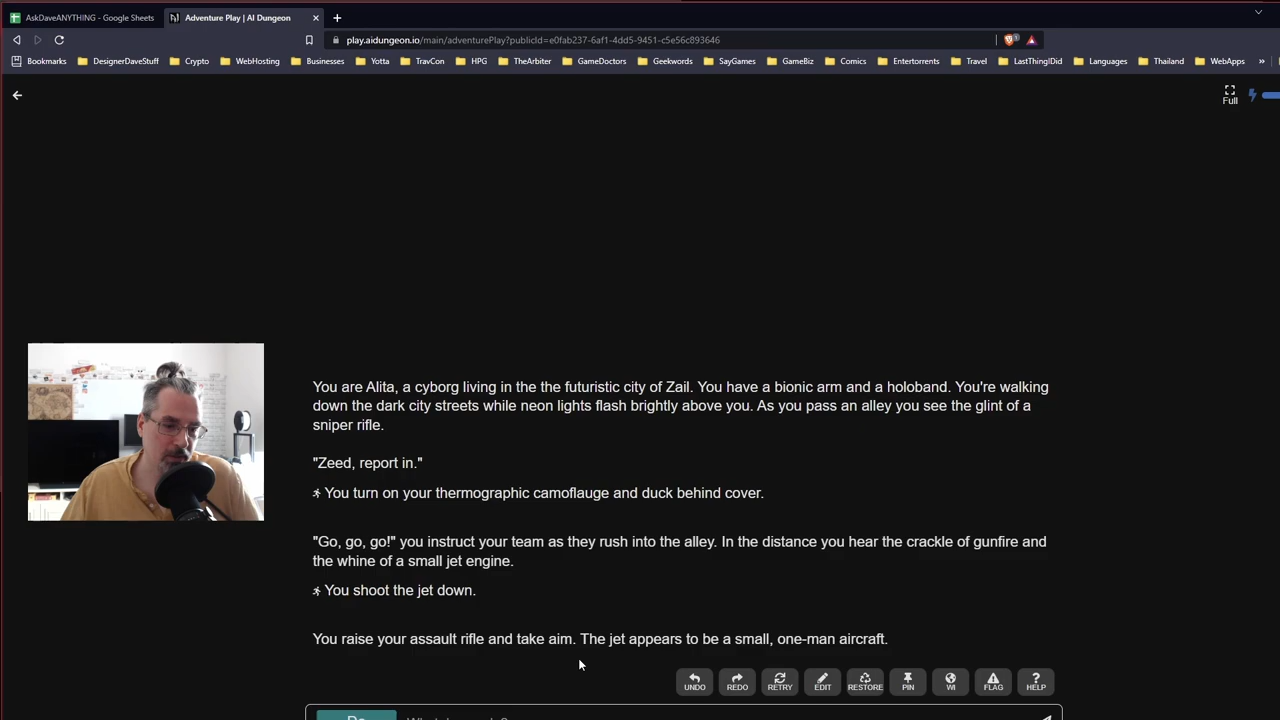 AskDaveANYTHING - Google Sheets
Adventure Play | AI Dungeon
play.aidungeon.io/main/adventurePlay?publicId=e0fab237-6af1-4dd5-9451-c5e56c893646
Bookmarks DesignerDaveStuff Crypto WebHosting Businesses Yotta TravCon HPG TheArbiter GameDoctors Geekwords SayGames GameBiz Comics Entertorrents Travel LastThingIDid Languages Thailand WebApps »
Full
You are Alita, a cyborg living in the the futuristic city of Zail. You have a bionic arm and a holoband. You're walking
down the dark city streets while neon lights flash brightly above you. As you pass an alley you see the glint of a
sniper rifle.
"Zeed, report in."
You turn on your thermographic camoflauge and duck behind cover.
"Go, go, go!" you instruct your team as they rush into the alley. In the distance you hear the crackle of gunfire and
the whine of a small jet engine.
You shoot the jet down.
You raise your assault rifle and take aim. The jet appears to be a small, one-man aircraft.
UNDO REDO RETRY EDIT RESTORE PIN WI FLAG HELP